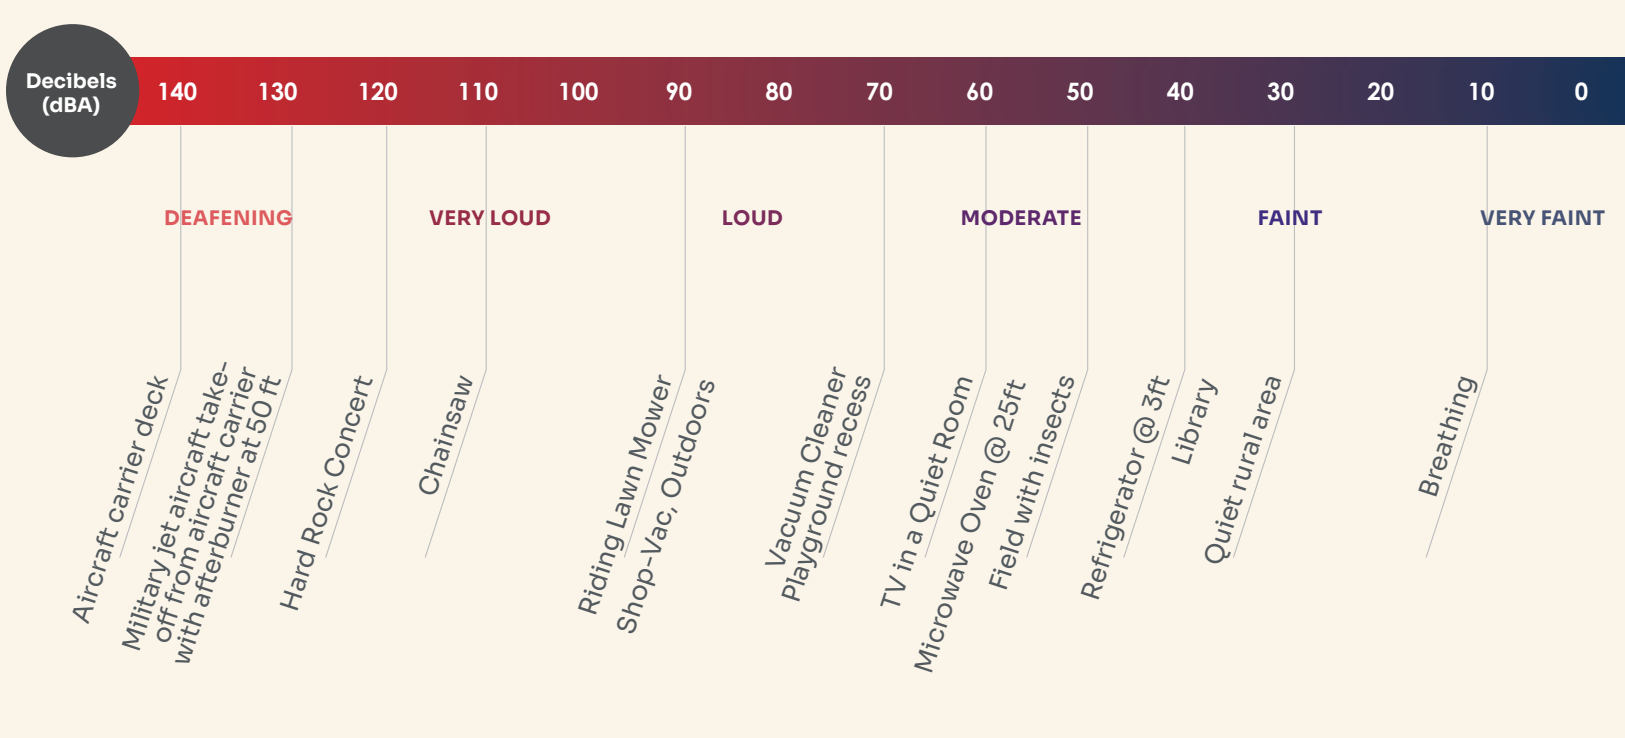 Decibels
(dBA)
140 130 120 110 100 90 80 70 60 50 40 30 20 10 0
DEAFENING VERY LOUD LOUD MODERATE FAINT VERY FAINT
Aircraft carrier deck
Military jet aircraft take-
off from aircraft carrier
with afterburner at 50 ft
Hard Rock Concert
Chainsaw
Riding Lawn Mower
Shop-Vac, Outdoors
Vacuum Cleaner
Playground recess
TV in a Quiet Room
Microwave Oven @ 25ft
Field with insects
Refrigerator @ 3ft
Library
Quiet rural area
Breathing